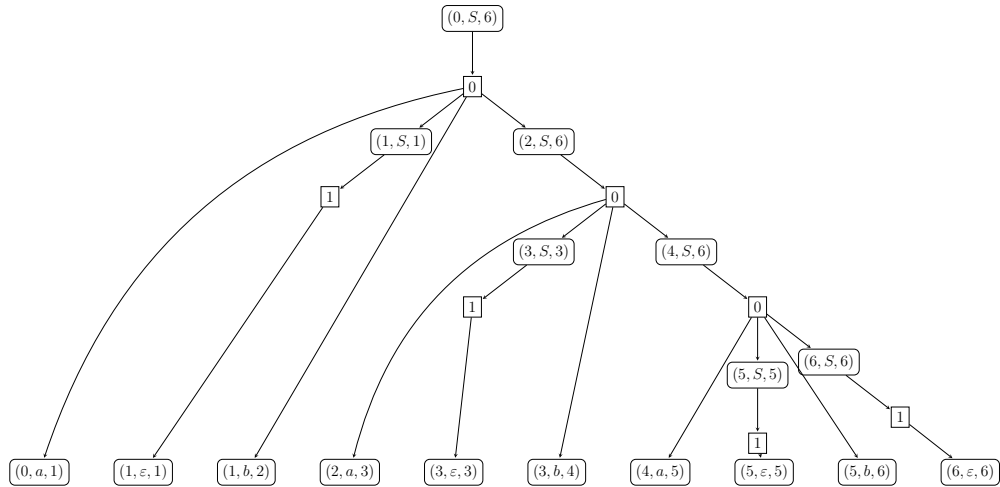 (0, S, 6)
0
(1, S, 1)
(2, S, 6)
1
0
(3, S, 3)
(4, S, 6)
1
0
(6, S, 6)
(5, S, 5)
1
1
(0, a, 1)
(1, ε, 1)
(1, b, 2)
(2, a, 3)
(3, ε, 3)
(3, b, 4)
(4, a, 5)
(5, ε, 5)
(5, b, 6)
(6, ε, 6)